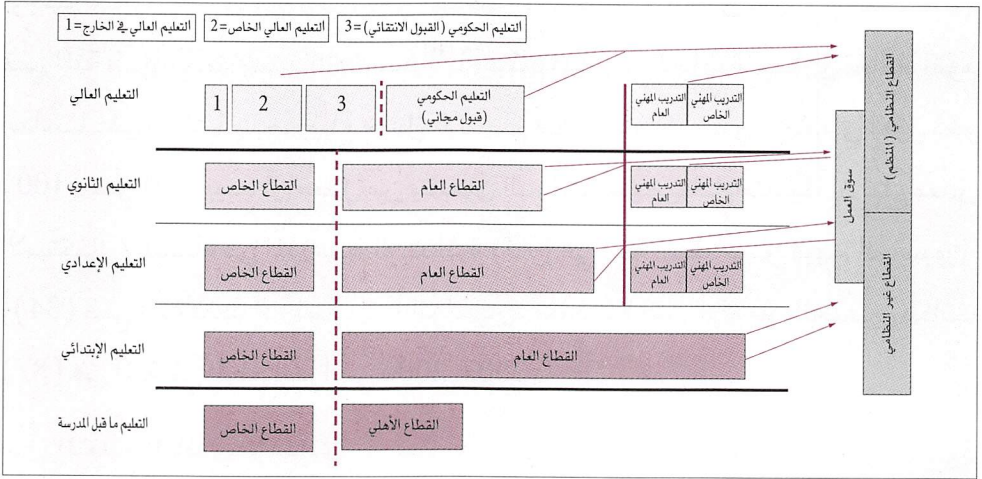 التعليم الحكومي (القبول الانتقائي)=3
التعليم العالي الخاص=2
التعليم العالي في الخارج=1
التعليم العالي
1
2
3
التعليم الحكومي
(قبول مجاني)
التدريب المهني
العام
التدريب المهني
الخاص
التعليم الثانوي
القطاع الخاص
القطاع العام
التدريب المهني
العام
التدريب المهني
الخاص
التعليم الإعدادي
القطاع الخاص
القطاع العام
التدريب المهني
العام
التدريب المهني
الخاص
التعليم الإبتدائي
القطاع الخاص
القطاع العام
التعليم ما قبل المدرسة
القطاع الخاص
القطاع الأهلي
سوق العمل
القطاع النظامي (المنظم)
القطاع غير النظامي